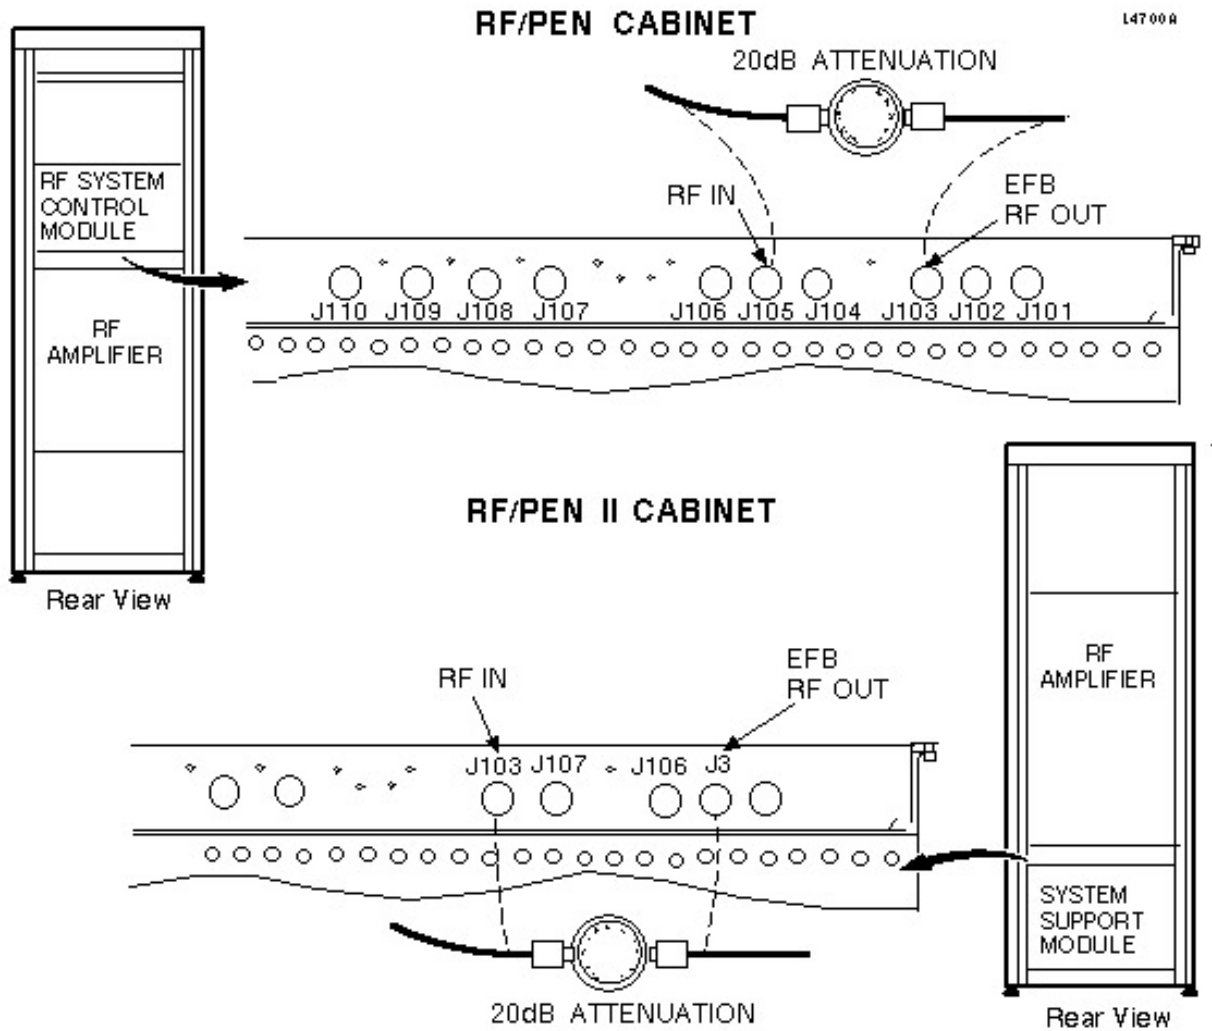 RF/PEN CABINET
L4700A
20dB ATTENUATION
RF SYSTEM
CONTROL
MODULE
RF IN
EFB
RF OUT
J110 J109 J108 J107 J106 J105 J104 J103 J102 J101
RF
AMPLIFIER
Rear View
RF/PEN II CABINET
RF
AMPLIFIER
RF IN
EFB
RF OUT
J103 J107 J106 J3
SYSTEM
SUPPORT
MODULE
20dB ATTENUATION
Rear View